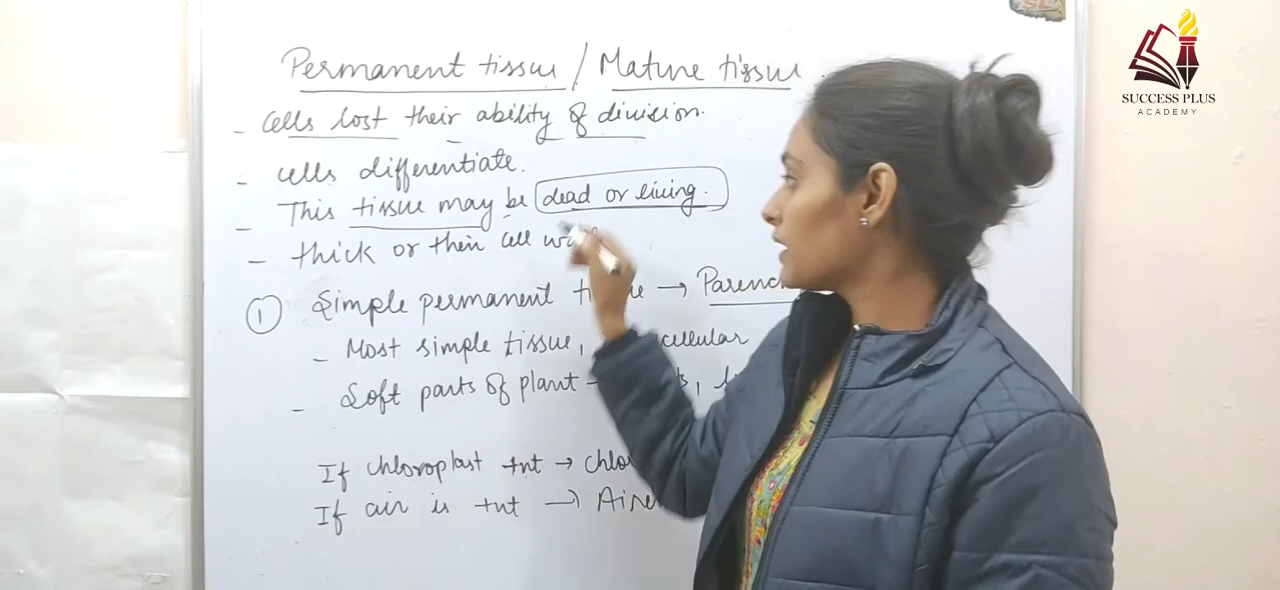 Permanent tissue / Mature tissue
- Cells lost their ability of division.
- Cells differentiate.
- This tissue may be dead or living.
- thick or thin cell
① Simple permanent → Parench
- Most simple tissue, cellular
- Soft parts of plant →
If chloroplast +nt → chlo
If air is +nt → Aire
SUCCESS PLUS
ACADEMY